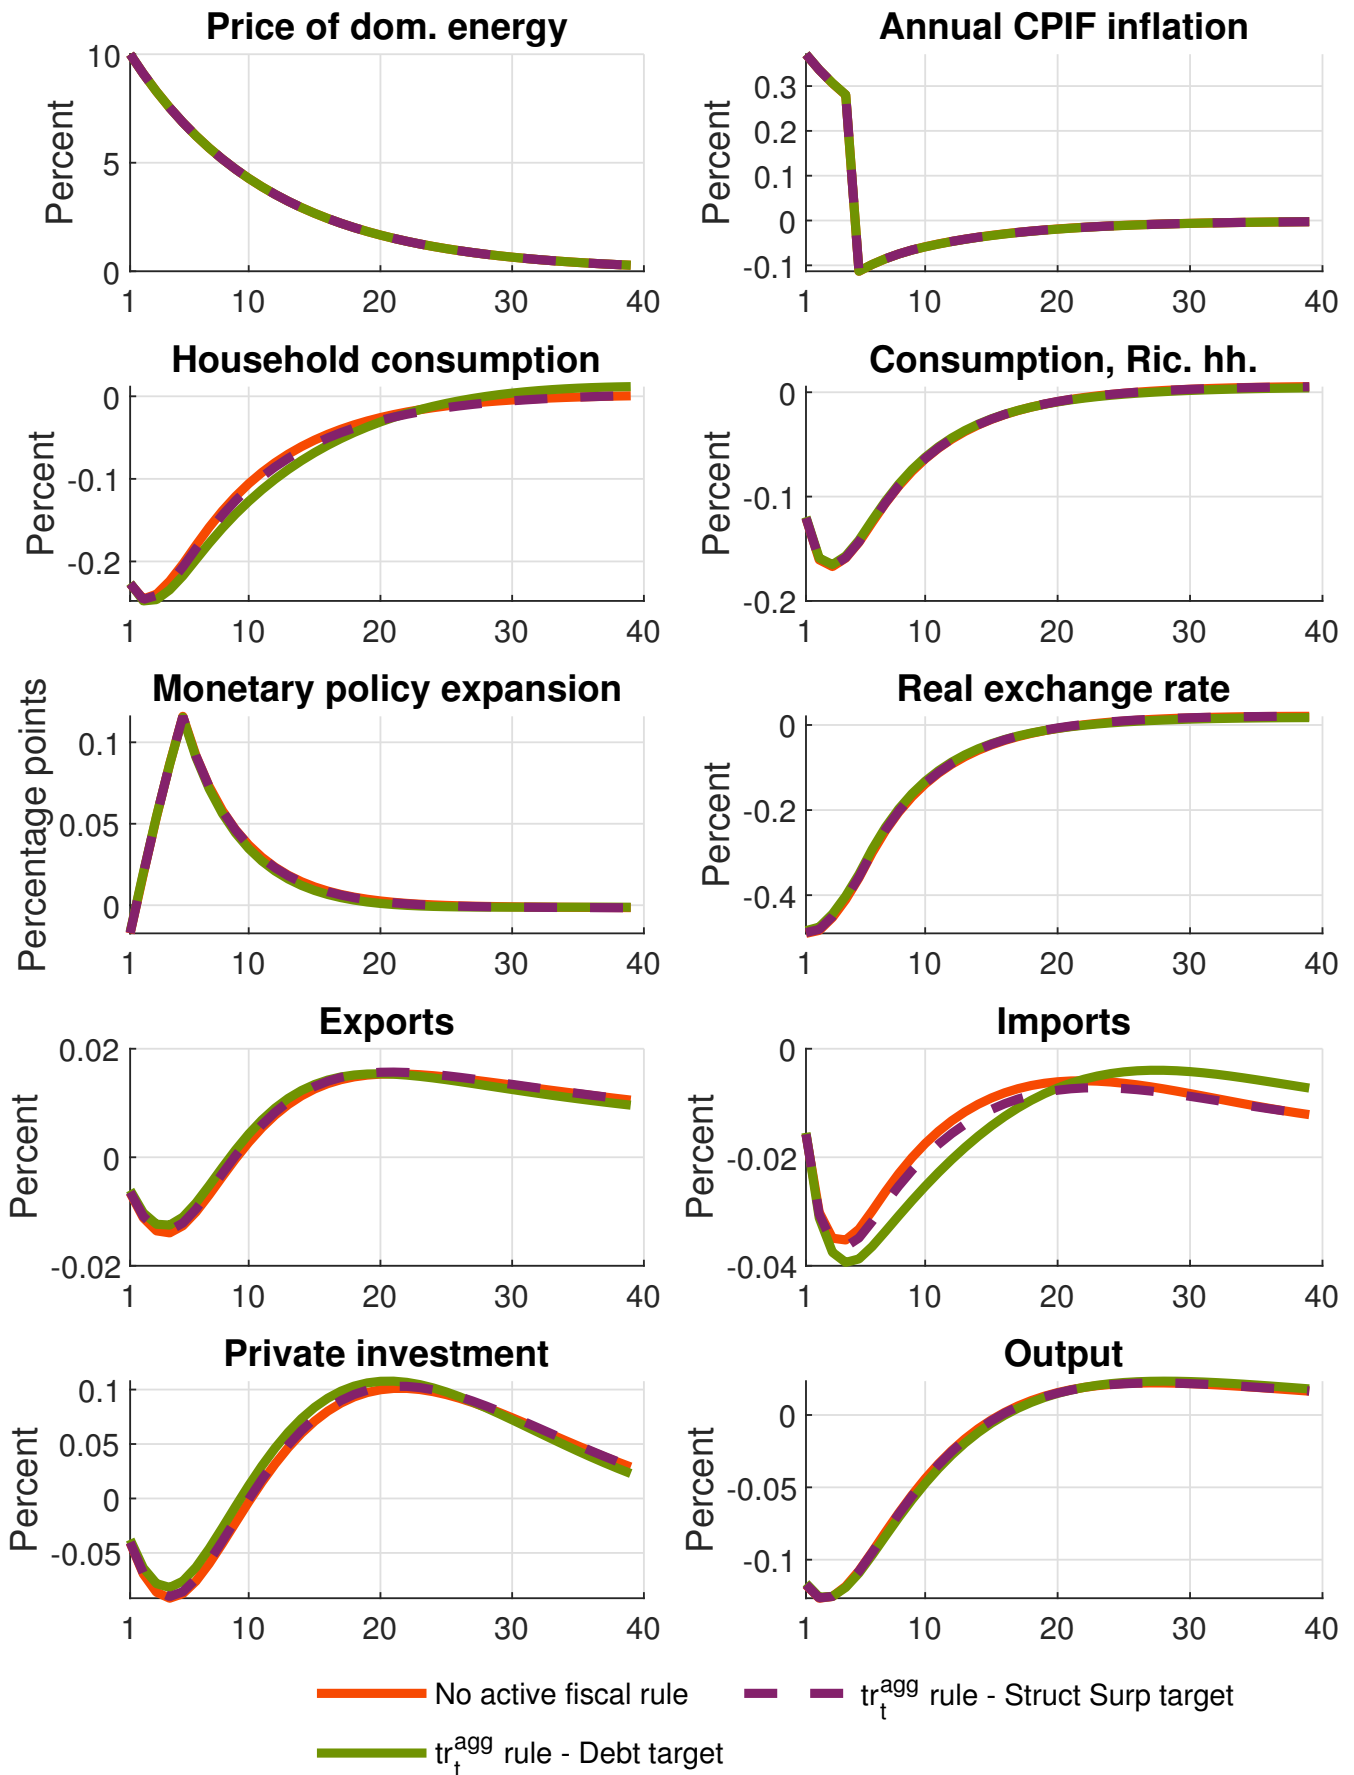 Price of dom. energy
Percent
10
5
0
1 10 20 30 40
Annual CPIF inflation
Percent
0.3
0.2
0.1
0
-0.1
1 10 20 30 40
Household consumption
Percent
0
-0.1
-0.2
1 10 20 30 40
Consumption, Ric. hh.
Percent
0
-0.1
-0.2
1 10 20 30 40
Monetary policy expansion
Percentage points
0.1
0.05
0
1 10 20 30 40
Real exchange rate
Percent
0
-0.2
-0.4
1 10 20 30 40
Exports
Percent
0.02
0
-0.02
1 10 20 30 40
Imports
Percent
0
-0.02
-0.04
1 10 20 30 40
Private investment
Percent
0.1
0.05
0
-0.05
1 10 20 30 40
Output
Percent
0
-0.05
-0.1
1 10 20 30 40
No active fiscal rule
tr_t^agg rule - Struct Surp target
tr_t^agg rule - Debt target